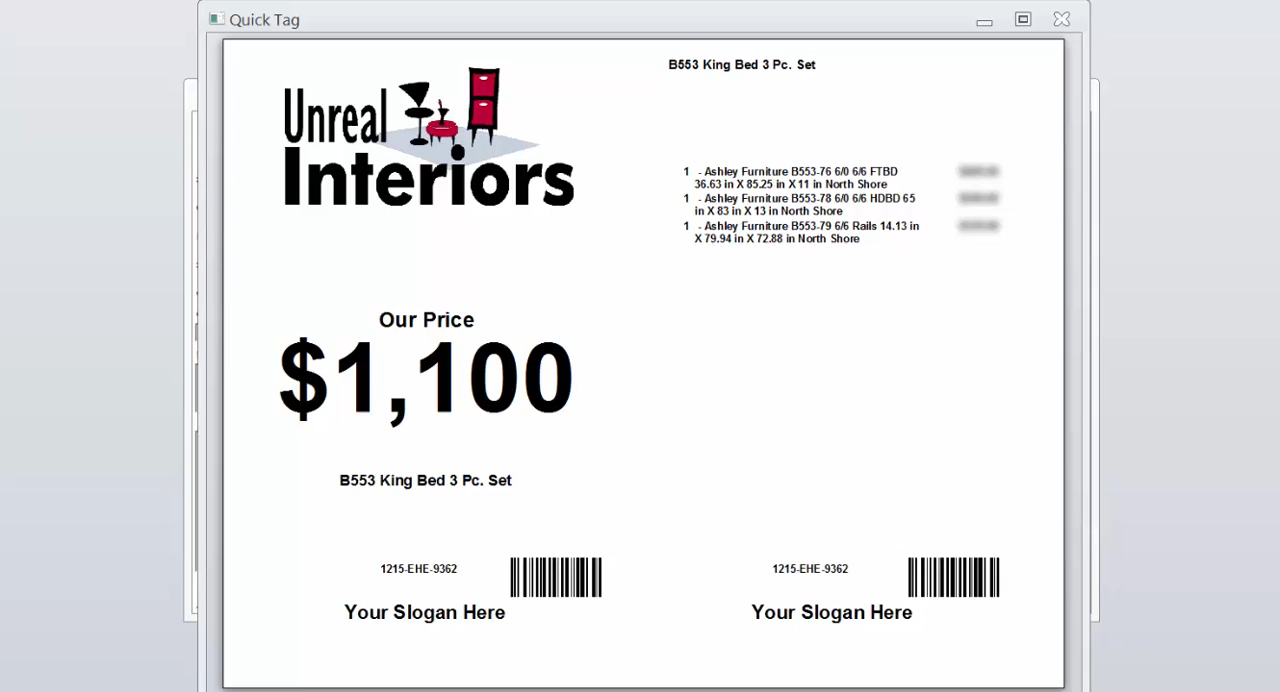 Quick Tag
Unreal
Interiors
B553 King Bed 3 Pc. Set
1 - Ashley Furniture B553-76 6/0 6/6 FTBD
36.63 in X 85.25 in X 11 in North Shore
1 - Ashley Furniture B553-78 6/0 6/6 HDBD 65
in X 83 in X 13 in North Shore
1 - Ashley Furniture B553-79 6/6 Rails 14.13 in
X 79.94 in X 72.88 in North Shore
Our Price
$1,100
B553 King Bed 3 Pc. Set
1215-EHE-9362
Your Slogan Here
1215-EHE-9362
Your Slogan Here